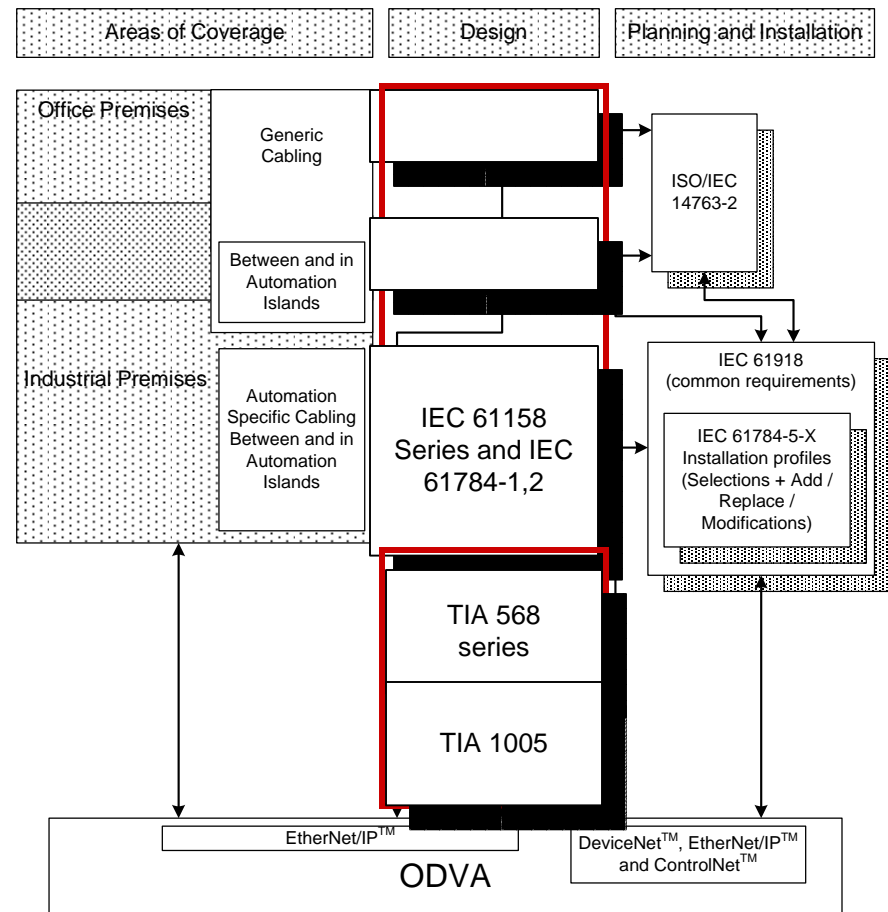 Areas of Coverage
Design
Planning and Installation
Office Premises
Generic
Cabling
ISO/IEC
14763-2
Between and in
Automation
Islands
Industrial Premises
Automation
Specific Cabling
Between and in
Automation
Islands
IEC 61158
Series and IEC
61784-1,2
IEC 61918
(common requirements)
IEC 61784-5-X
Installation profiles
(Selections + Add /
Replace /
Modifications)
TIA 568
series
TIA 1005
EtherNet/IP™
DeviceNet™, EtherNet/IP™
and ControlNet™
ODVA